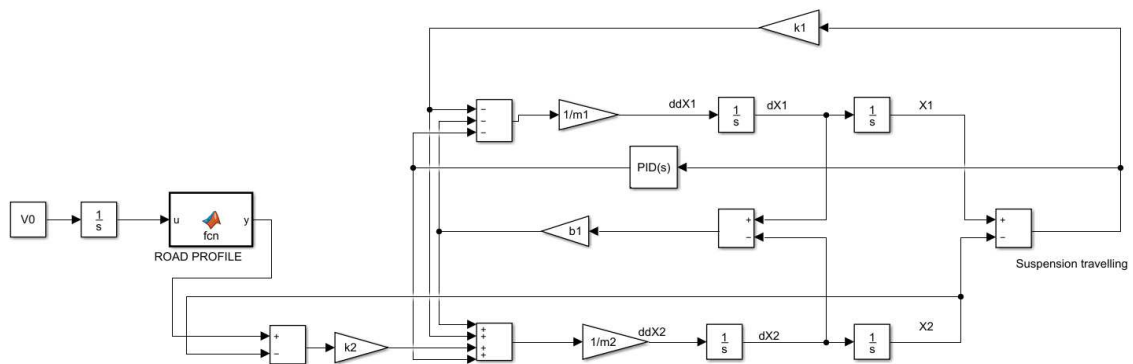 k1
ddX1
dX1
X1
1/m1
1
s
1
s
PID(s)
V0
1
s
u
y
fcn
ROAD PROFILE
b1
Suspension travelling
k2
1/m2
ddX2
dX2
X2
1
s
1
s